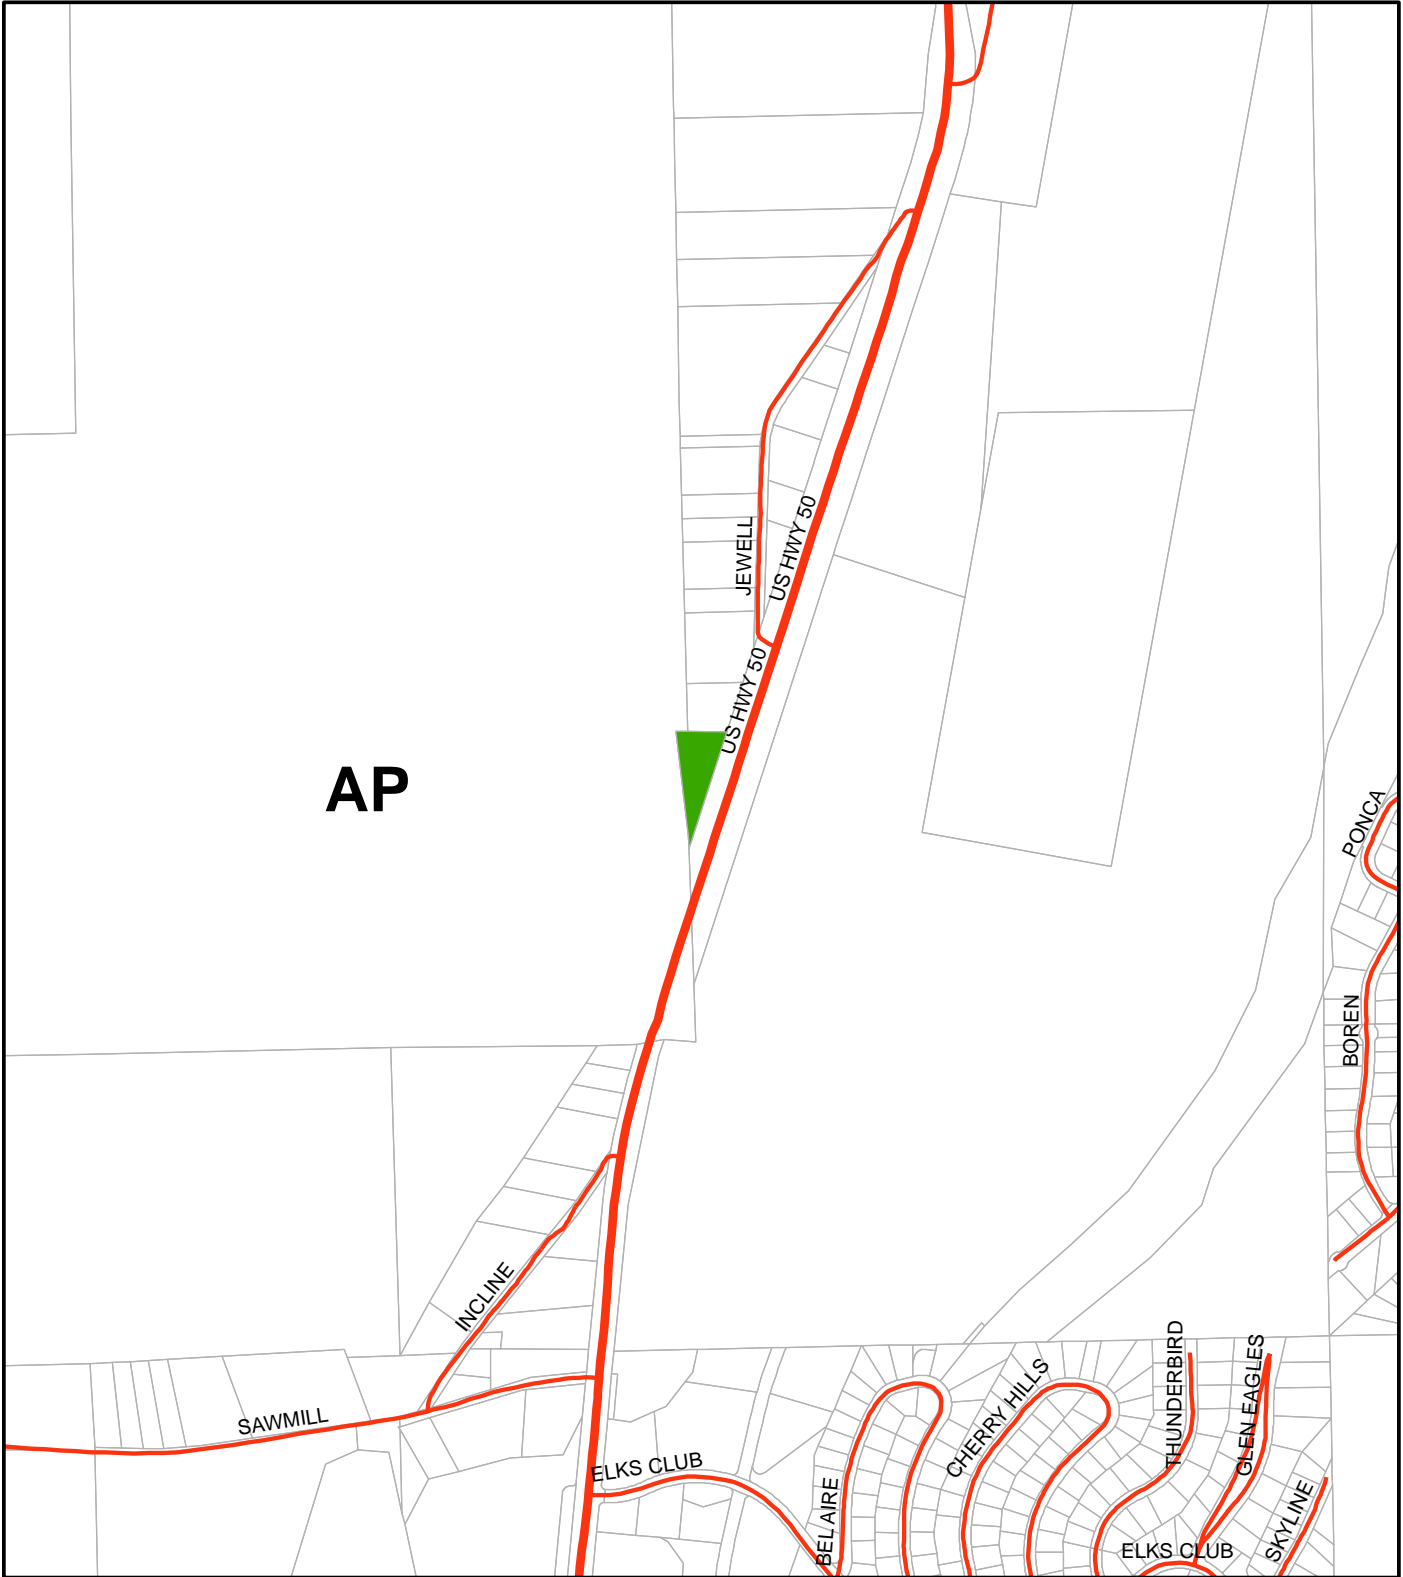 JEWELL
US HWY 50
US HWY 50
AP
PONCA
BOREN
INCLINE
SAWMILL
ELKS CLUB
BEL AIRE
CHERRY HILLS
THUNDERBIRD
GLEN EAGLES
SKYLINE
ELKS CLUB